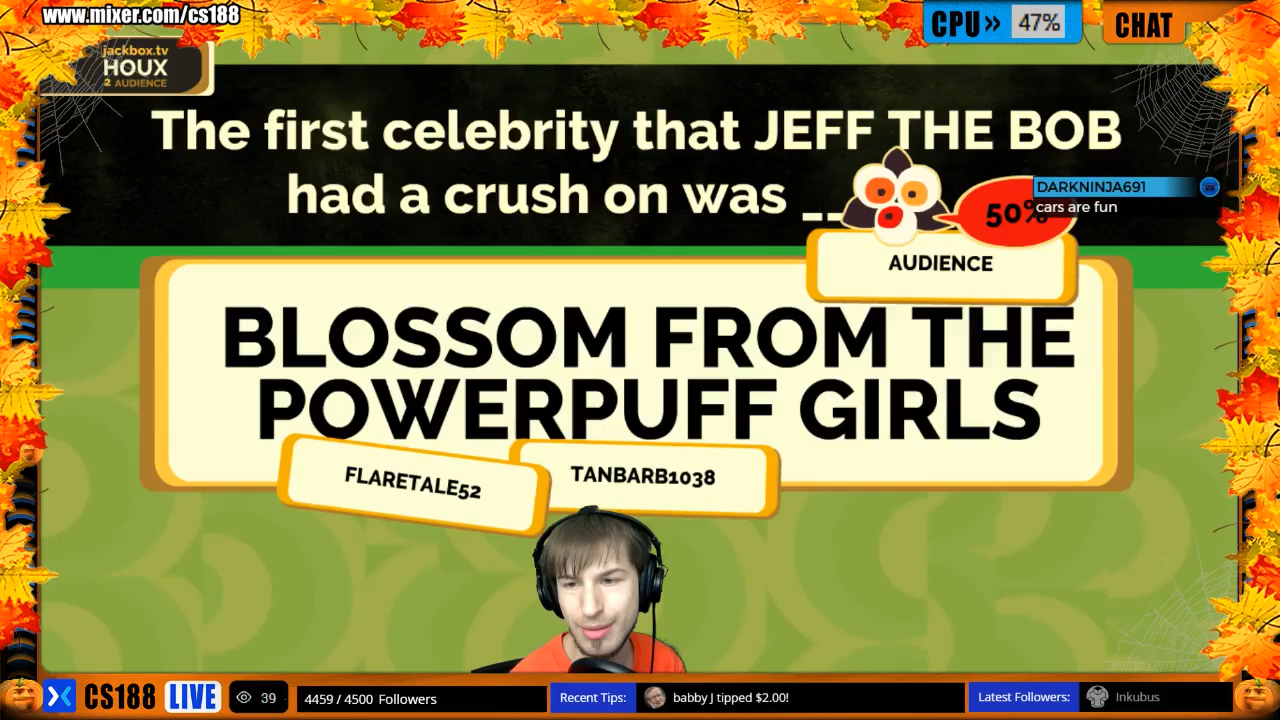 www.mixer.com/cs188
CPU»
47%
CHAT
jackbox.tv
HOUX
2 AUDIENCE
The first celebrity that JEFF THE BOB
had a crush on was __
50%
DARKNINJA691
cars are fun
AUDIENCE
BLOSSOM FROM THE
POWERPUFF GIRLS
FLARETALE52
TANBARB1038
CS188 LIVE
39
4459 / 4500 Followers
Recent Tips:
babby J tipped $2.00!
Latest Followers:
Inkubus